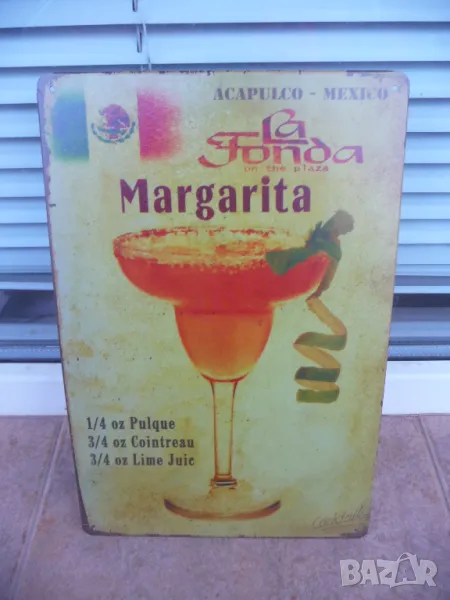 ACAPULCO - MEXICO
La
Fonda
on the plaza
Margarita
1/4 oz Pulque
3/4 oz Cointreau
3/4 oz Lime Juic
BAZAR